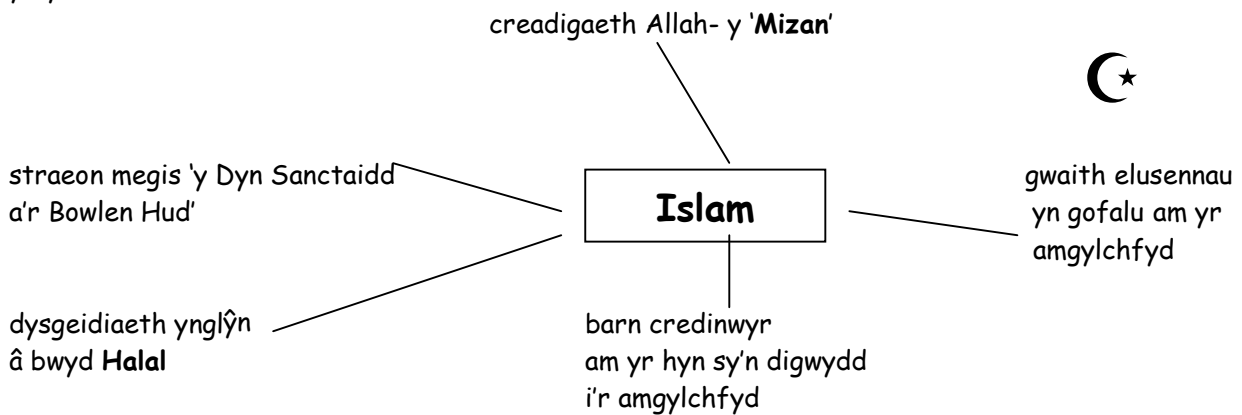 creadigaeth Allah- y ‘Mizan’
straeon megis ‘y Dyn Sanctaidd
a’r Bowlen Hud’
Islam
gwaith elusennau
yn gofalu am yr
amgylchfyd
dysgeidiaeth ynglŷn
â bwyd Halal
barn credinwyr
am yr hyn sy’n digwydd
i’r amgylchfyd